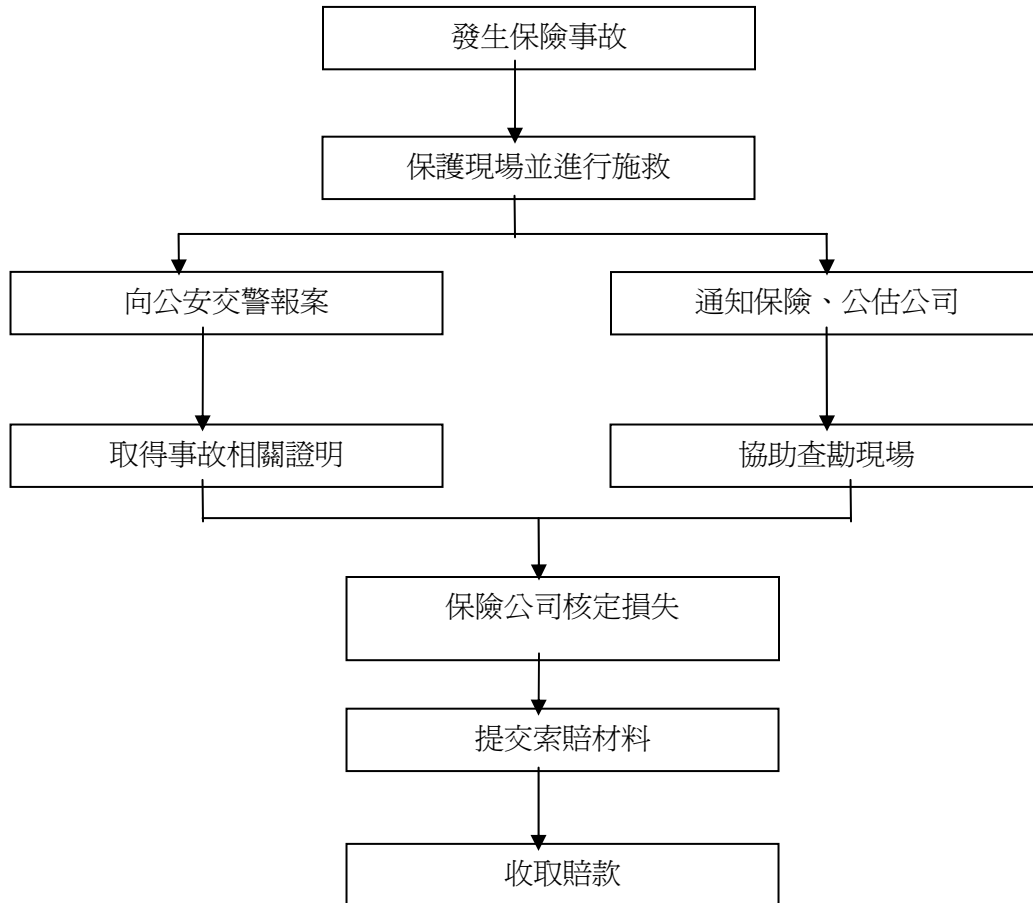 發生保險事故
保護現場並進行施救
向公安交警報案
通知保險、公估公司
取得事故相關證明
協助查勘現場
保險公司核定損失
提交索賠材料
收取賠款